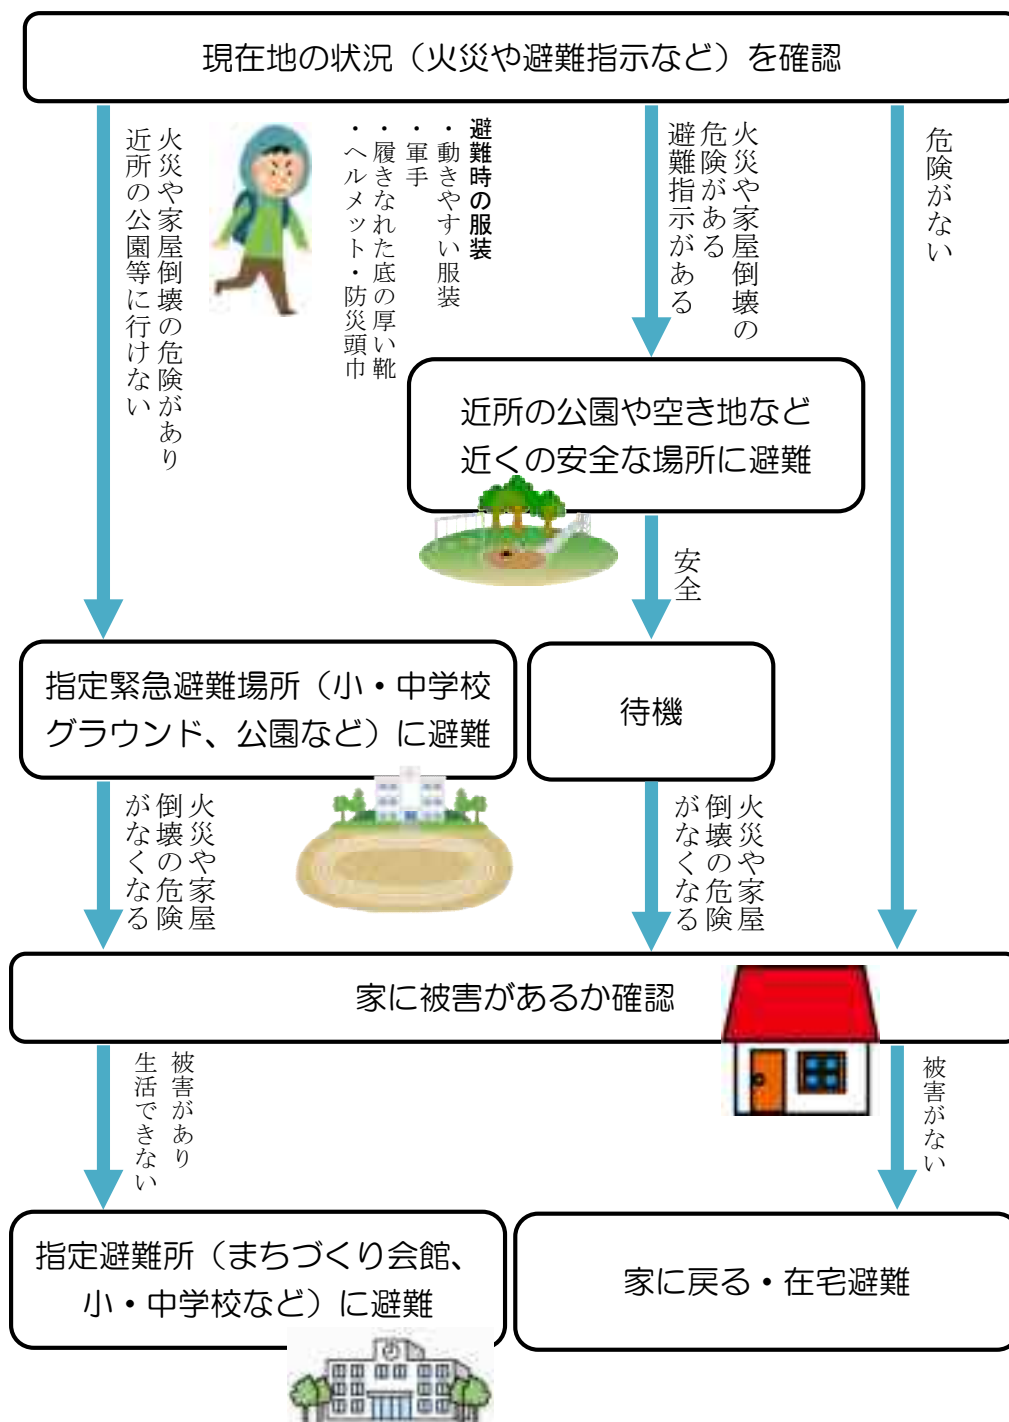 現在地の状況（火災や避難指示など）を確認
危険がない
火災や家屋倒壊の
危険がある
避難指示がある
避難時の服装
・動きやすい服装
・軍手
・履きなれた底の厚い靴
・ヘルメット・防災頭巾
火災や家屋倒壊の危険があり
近所の公園等に行けない
近所の公園や空き地など
近くの安全な場所に避難
安全
指定緊急避難場所（小・中学校
グラウンド、公園など）に避難
待機
火災や家屋
倒壊の危険
がなくなる
火災や家屋
倒壊の危険
がなくなる
家に被害があるか確認
被害があり
生活できない
被害がない
指定避難所（まちづくり会館、
小・中学校など）に避難
家に戻る・在宅避難